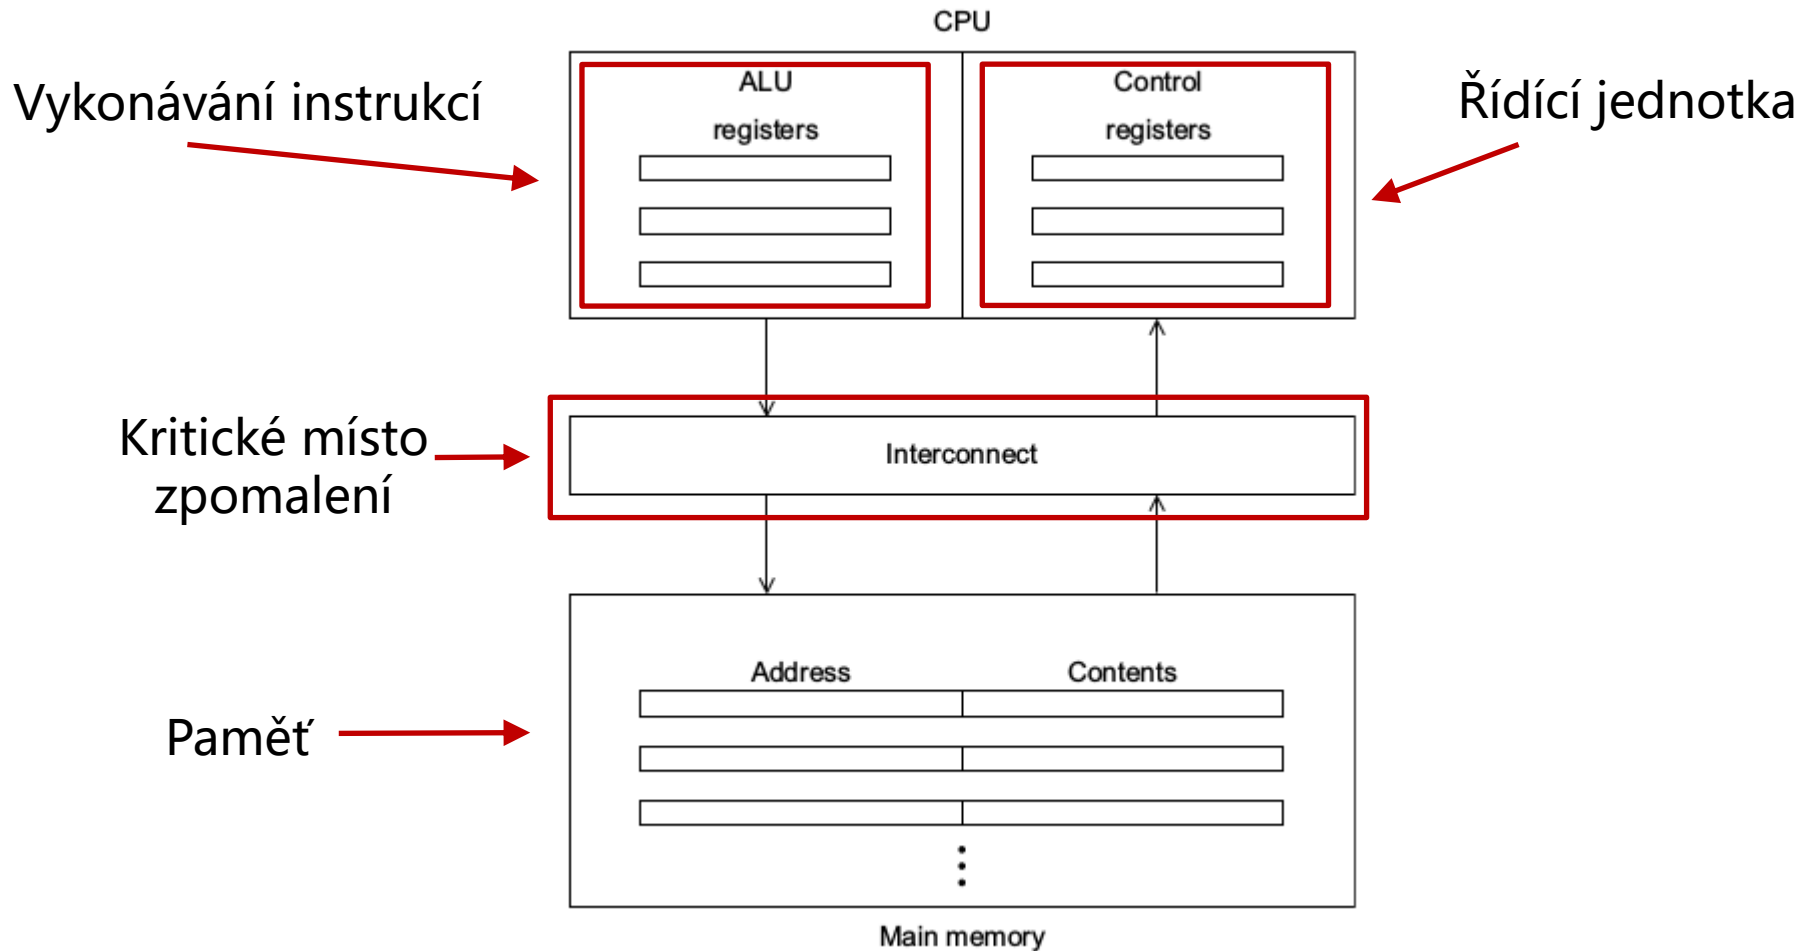 CPU
Vykonávání instrukcí
ALU
registers
Control
registers
Řídící jednotka
Kritické místo
zpomalení
Interconnect
Paměť
Address
Contents
Main memory